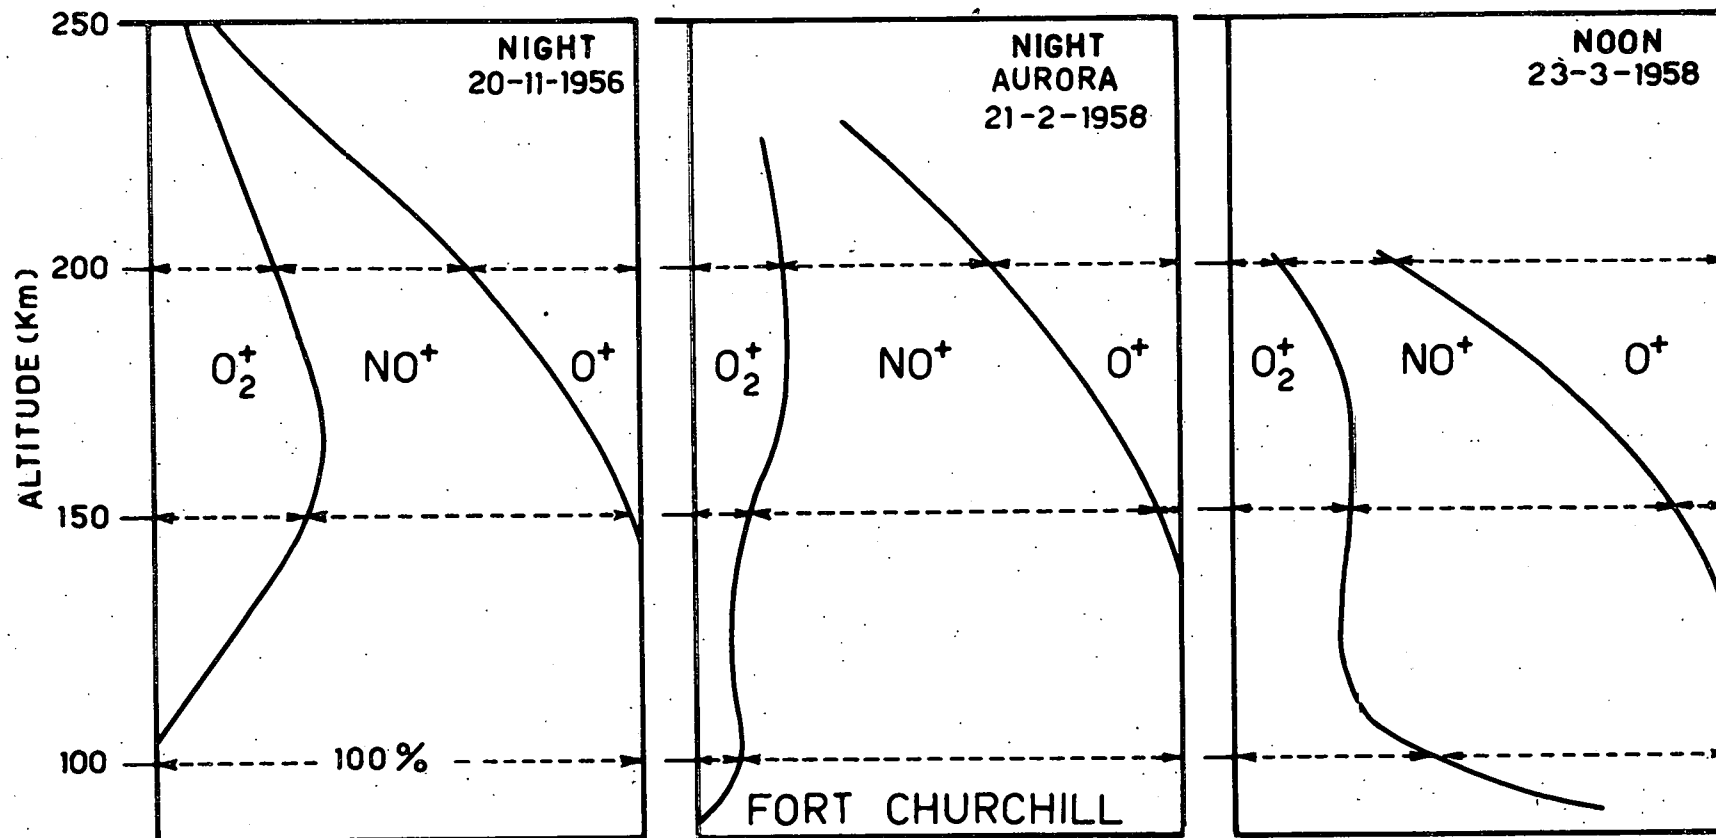 250
200
150
100
ALTITUDE (Km)
NIGHT
20-11-1956
O₂⁺
NO⁺
O⁺
100%
NIGHT
AURORA
21-2-1958
O₂⁺
NO⁺
O⁺
FORT CHURCHILL
NOON
23-3-1958
O₂⁺
NO⁺
O⁺